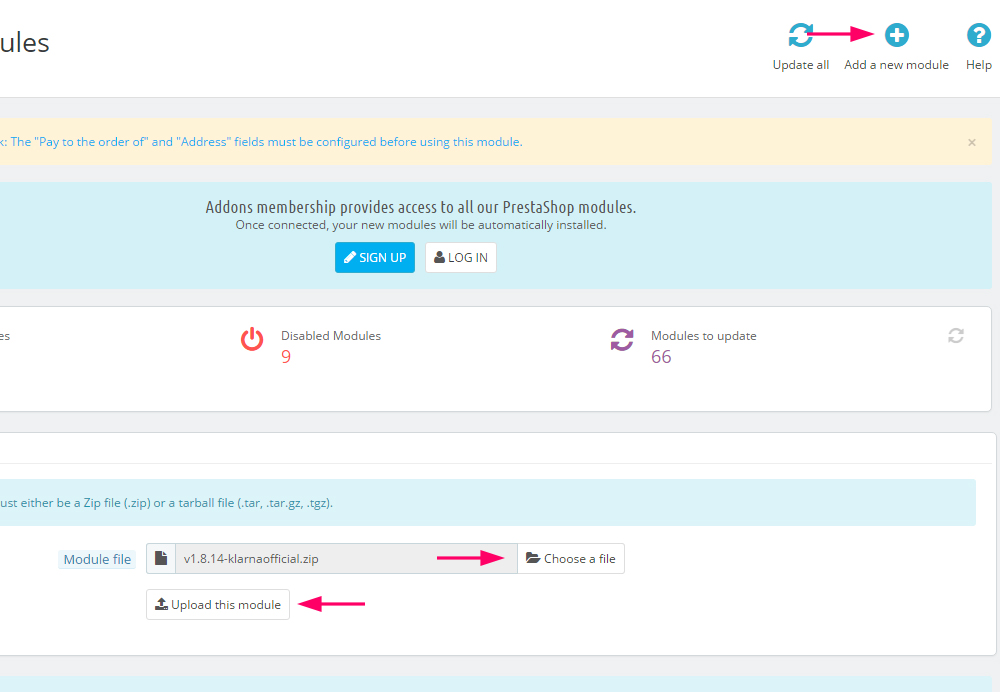 ules
Update all
Add a new module
Help
k: The "Pay to the order of" and "Address" fields must be configured before using this module.
×
Addons membership provides access to all our PrestaShop modules.
Once connected, your new modules will be automatically installed.
SIGN UP
LOG IN
es
Disabled Modules
9
Modules to update
66
ust either be a Zip file (.zip) or a tarball file (.tar, .tar.gz, .tgz).
Module file
v1.8.14-klarnaofficial.zip
Choose a file
Upload this module